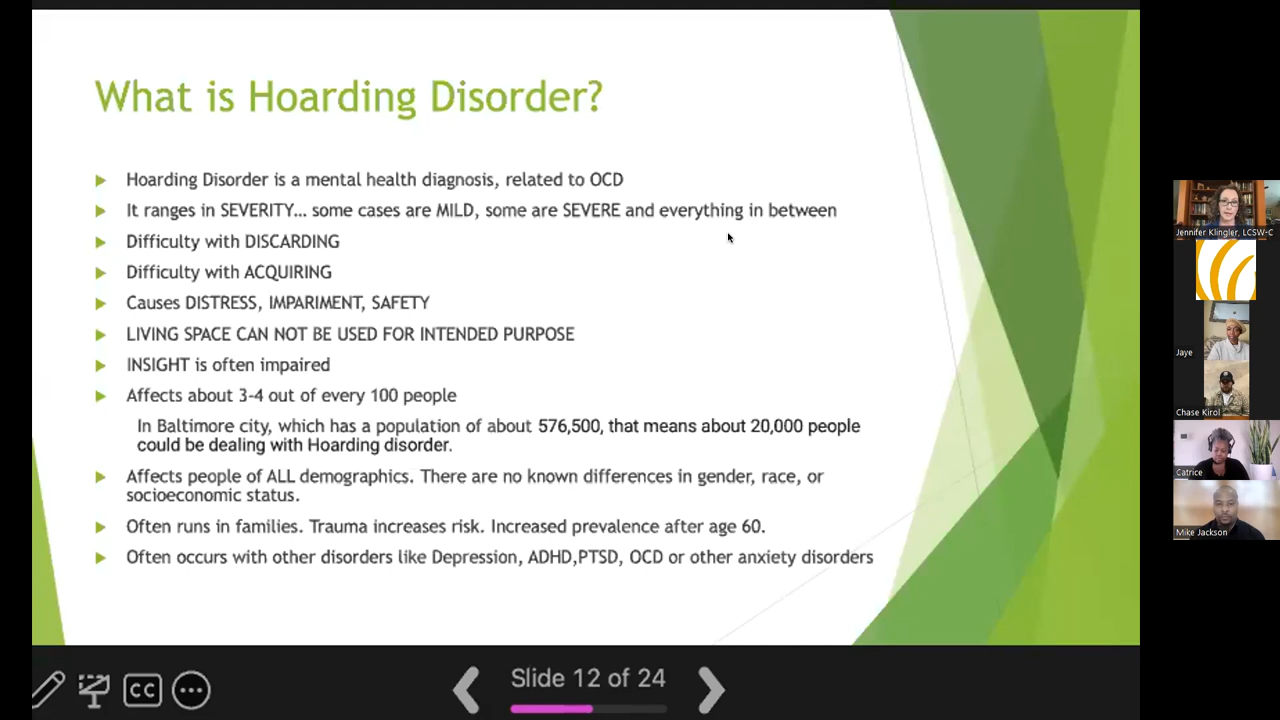 What is Hoarding Disorder?
Hoarding Disorder is a mental health diagnosis, related to OCD
It ranges in SEVERITY... some cases are MILD, some are SEVERE and everything in between
Difficulty with DISCARDING
Difficulty with ACQUIRING
Causes DISTRESS, IMPARIMENT, SAFETY
LIVING SPACE CAN NOT BE USED FOR INTENDED PURPOSE
INSIGHT is often impaired
Affects about 3-4 out of every 100 people
In Baltimore city, which has a population of about 576,500, that means about 20,000 people
could be dealing with Hoarding disorder.
Affects people of ALL demographics. There are no known differences in gender, race, or
socioeconomic status.
Often runs in families. Trauma increases risk. Increased prevalence after age 60.
Often occurs with other disorders like Depression, ADHD,PTSD, OCD or other anxiety disorders
CC
Slide 12 of 24
Jennifer Klingler, LCSW-C
Jaye
Chase Kirol
Catrice
Mike Jackson